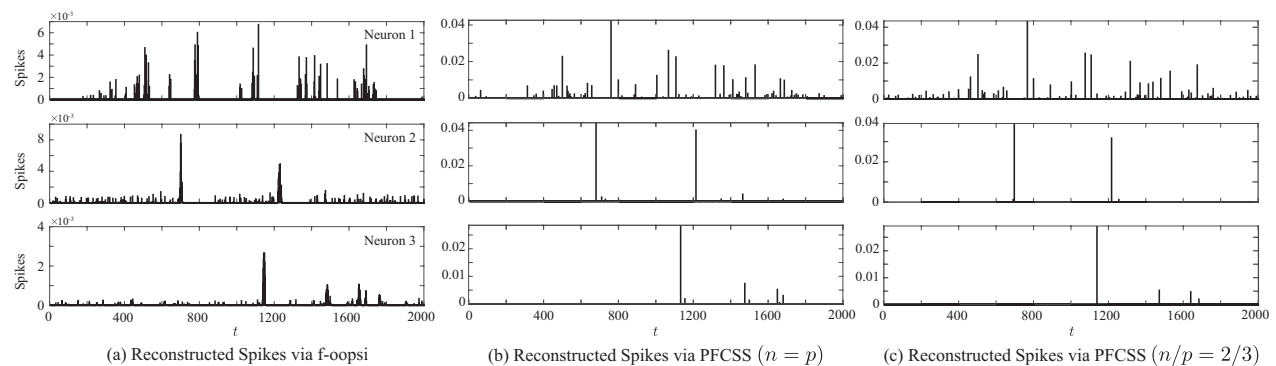 ×10⁻³
6
4
2
0
Spikes
Neuron 1
×10⁻³
8
4
0
Spikes
Neuron 2
×10⁻³
4
2
0
Spikes
Neuron 3
0 400 800 1200 1600 2000
t
(a) Reconstructed Spikes via f-oopsi
0.04
0.02
0
0.04
0.02
0
0.02
0.01
0
0 400 800 1200 1600 2000
t
(b) Reconstructed Spikes via PFCSS (n = p)
0.04
0.02
0
0.04
0.02
0
0.02
0.01
0
0 400 800 1200 1600 2000
t
(c) Reconstructed Spikes via PFCSS (n/p = 2/3)